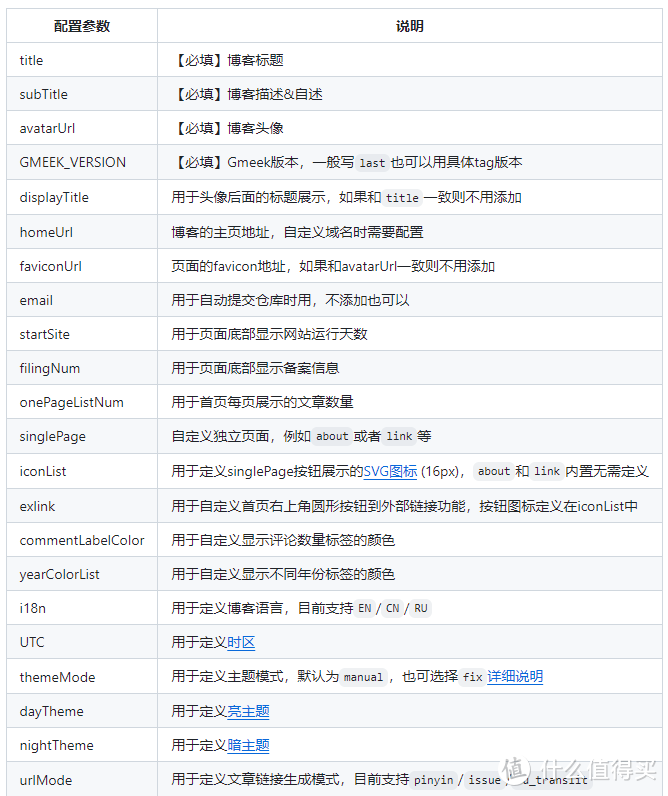 配置参数 说明
title 【必填】博客标题
subTitle 【必填】博客描述&自述
avatarUrl 【必填】博客头像
GMEEK_VERSION 【必填】Gmeek版本，一般写 last 也可以用具体tag版本
displayTitle 用于头像后面的标题展示，如果和 title 一致则不用添加
homeUrl 博客的主页地址，自定义域名时需要配置
faviconUrl 页面的favicon地址，如果和avatarUrl一致则不用添加
email 用于自动提交仓库时用，不添加也可以
startSite 用于页面底部显示网站运行天数
filingNum 用于页面底部显示备案信息
onePageListNum 用于首页每页展示的文章数量
singlePage 自定义独立页面，例如 about 或者 link 等
iconList 用于定义singlePage按钮展示的SVG图标 (16px)， about 和 link 内置无需定义
exlink 用于自定义首页右上角圆形按钮到外部链接功能，按钮图标定义在iconList中
commentLabelColor 用于自定义显示评论数量标签的颜色
yearColorList 用于自定义显示不同年份标签的颜色
i18n 用于定义博客语言，目前支持 EN / CN / RU
UTC 用于定义时区
themeMode 用于定义主题模式，默认为 manual ，也可选择 fix 详细说明
dayTheme 用于定义亮主题
nightTheme 用于定义暗主题
urlMode 用于定义文章链接生成模式，目前支持 pinyin / issue /
值 什么值得买